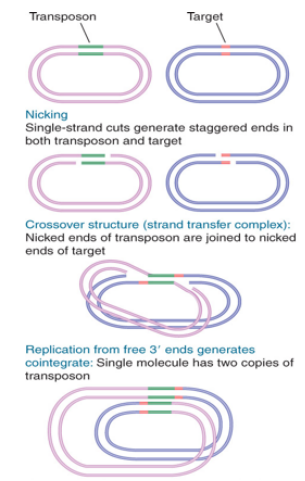 Transposon Target
Nicking
Single-strand cuts generate staggered ends in
both transposon and target
Crossover structure (strand transfer complex):
Nicked ends of transposon are joined to nicked
ends of target
Replication from free 3′ ends generates
cointegrate: Single molecule has two copies of
transposon